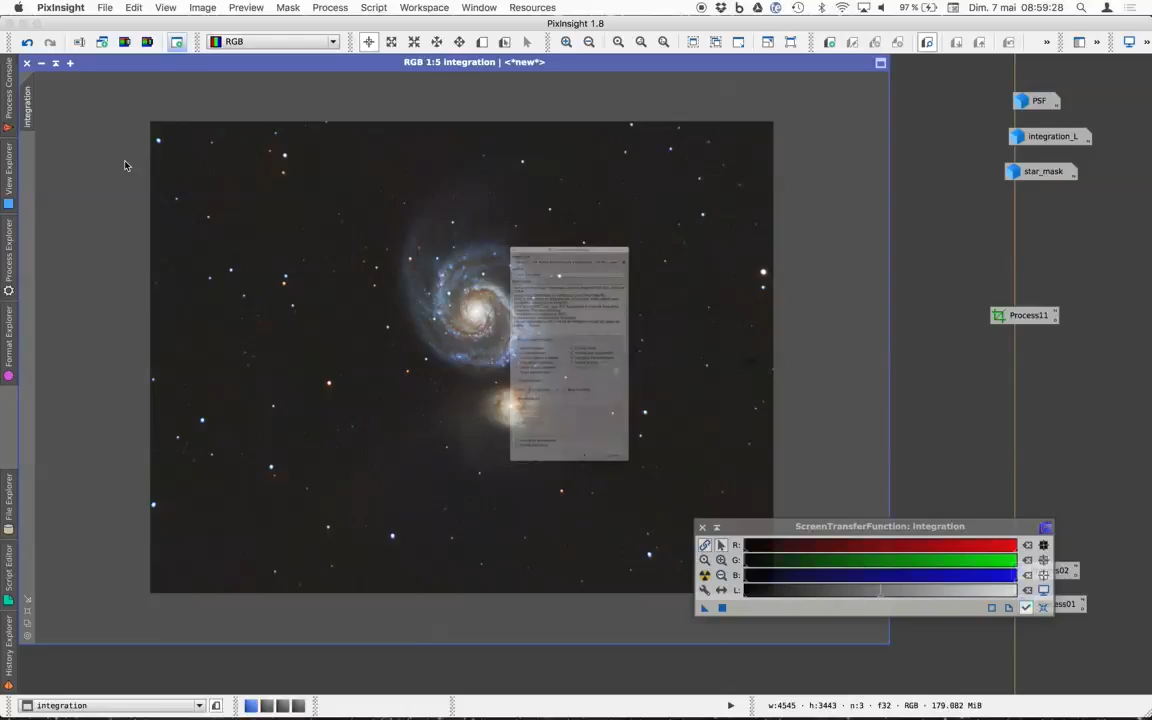 PixInsight File Edit View Image Preview Mask Process Script Workspace Window Resources 97 % Dim. 7 mai 08:59:28
PixInsight 1.8
RGB
RGB 1:5 integration | <*new*>
integration
Process Console
View Explorer
Process Explorer
Format Explorer
File Explorer
Script Editor
History Explorer
PSF
integration_L
star_mask
Process11
ScreenTransferFunction: integration
R:
G:
B:
L:
integration
w:4545 · h:3443 · n:3 · f32 · RGB · 179.082 MiB